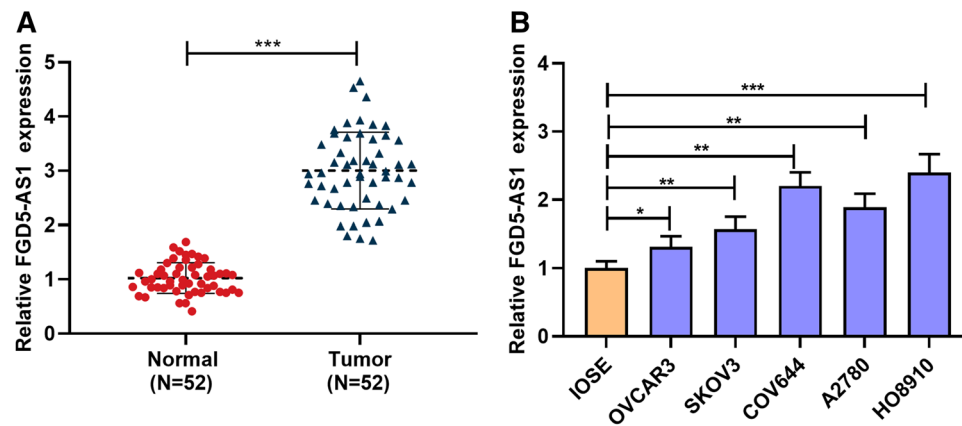 A
***
Relative FGD5-AS1 expression
5
4
3
2
1
0
Normal
(N=52)
Tumor
(N=52)
B
Relative FGD5-AS1 expression
4
3
2
1
0
***
**
**
**
*
IOSE
OVCAR3
SKOV3
COV644
A2780
HO8910